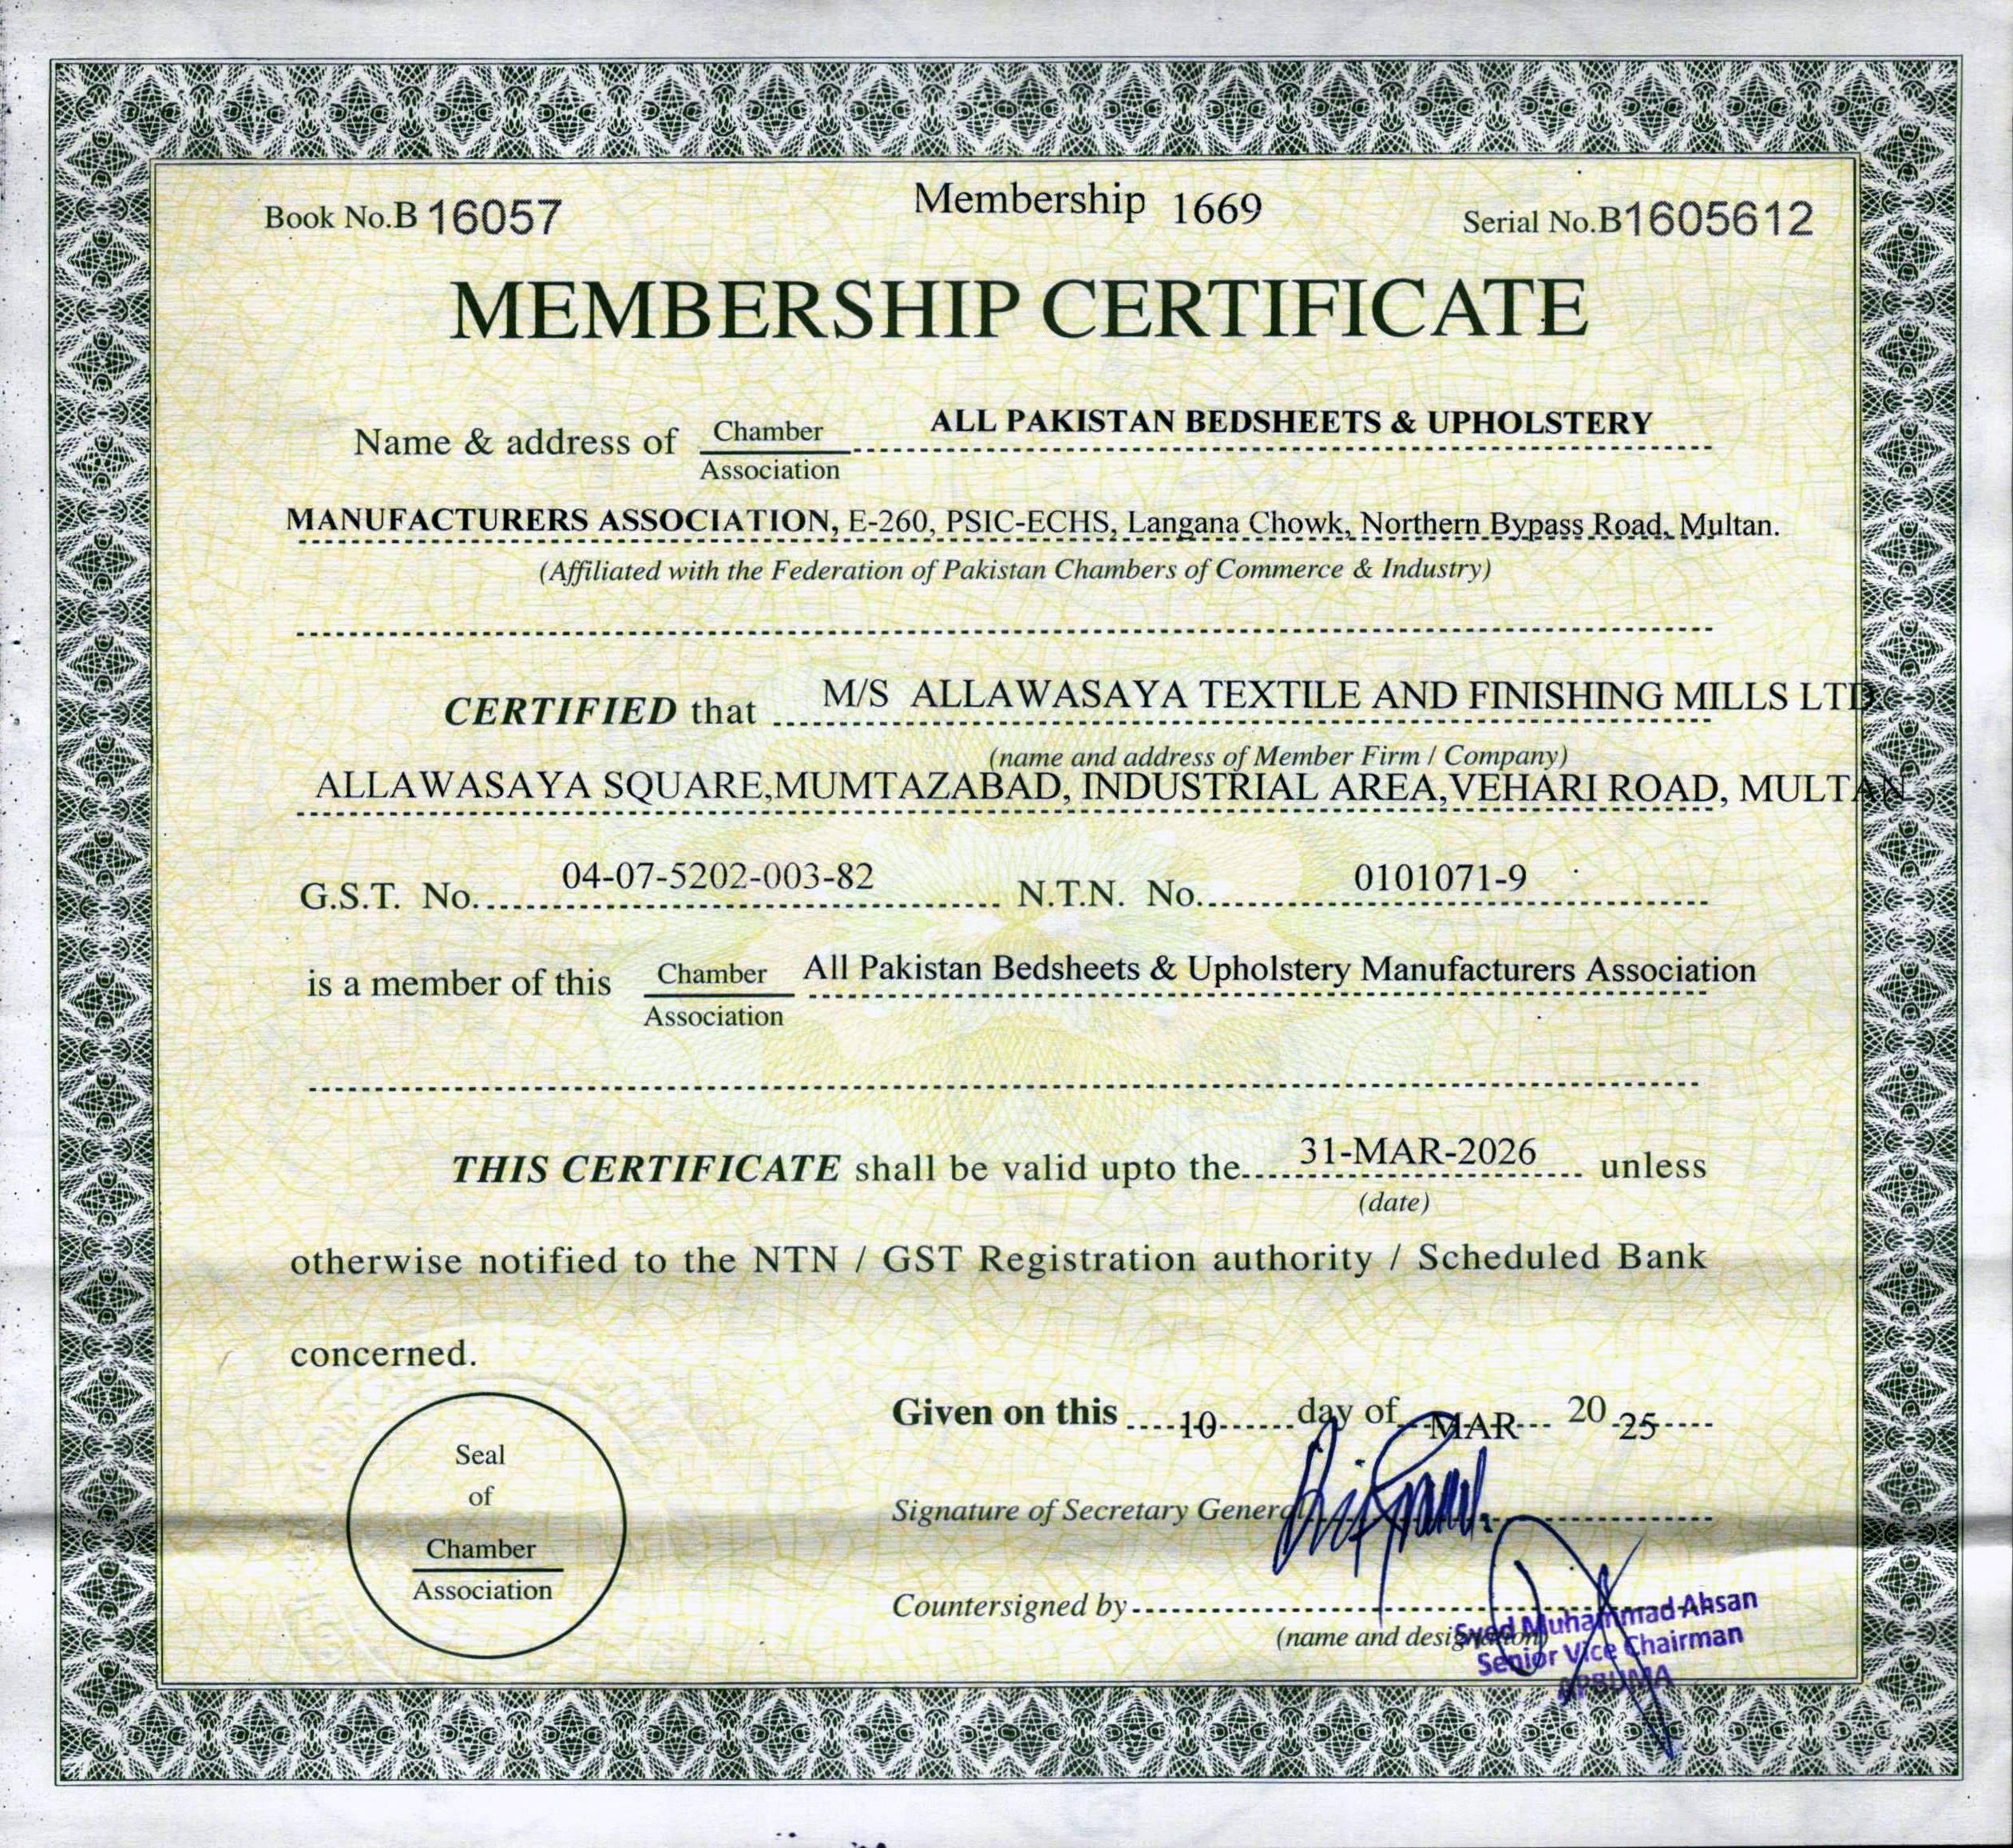 Book No.B 16057
Membership 1669
Serial No.B1605612
MEMBERSHIP CERTIFICATE
Name & address of Chamber ALL PAKISTAN BEDSHEETS & UPHOLSTERY
Association
MANUFACTURERS ASSOCIATION, E-260, PSIC-ECHS, Langana Chowk, Northern Bypass Road, Multan.
(Affiliated with the Federation of Pakistan Chambers of Commerce & Industry)
CERTIFIED that M/S ALLAWASAYA TEXTILE AND FINISHING MILLS LTD.
(name and address of Member Firm / Company)
ALLAWASAYA SQUARE,MUMTAZABAD, INDUSTRIAL AREA,VEHARI ROAD, MULTAN
G.S.T. No. 04-07-5202-003-82 N.T.N. No. 0101071-9
is a member of this Chamber All Pakistan Bedsheets & Upholstery Manufacturers Association
Association
THIS CERTIFICATE shall be valid upto the 31-MAR-2026 unless
(date)
otherwise notified to the NTN / GST Registration authority / Scheduled Bank
concerned.
Given on this 10 day of MAR 20 25
Seal
of
Chamber
Association
Signature of Secretary General
Countersigned by
(name and designation)
Syed Muhammad Ahsan
Senior Vice Chairman
APBUMA